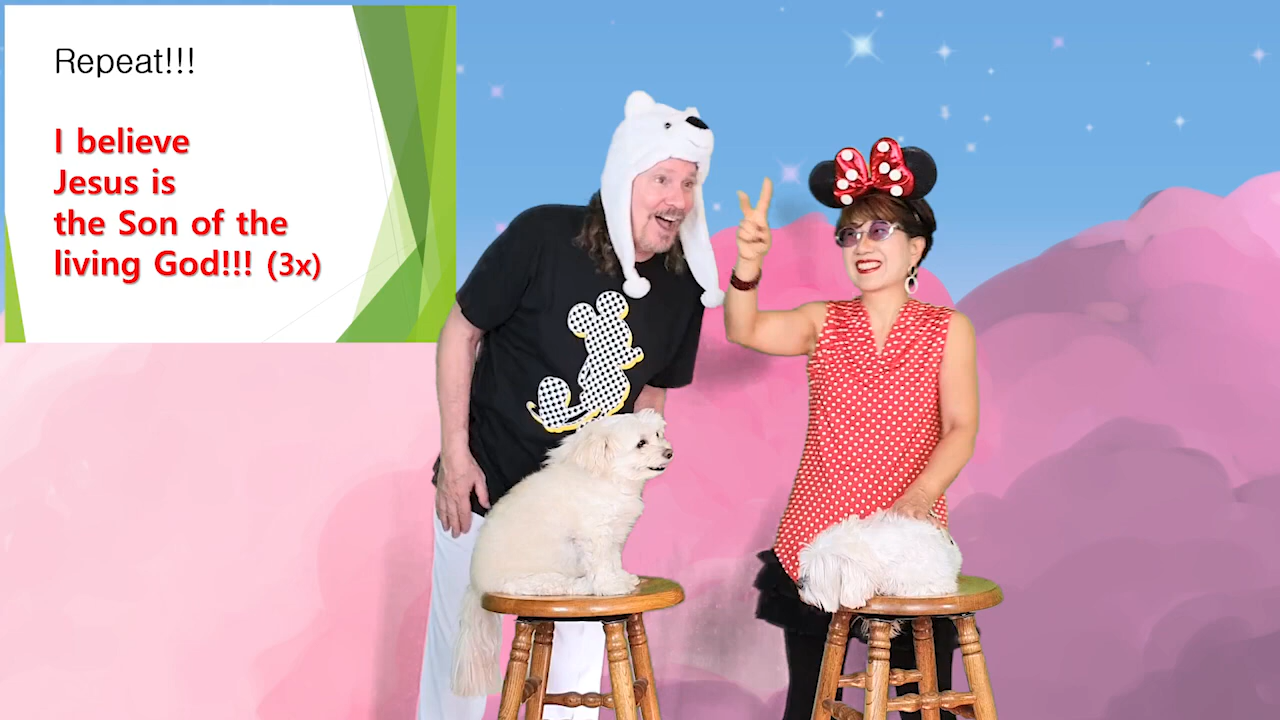 Repeat!!!
I believe
Jesus is
the Son of the
living God!!! (3x)